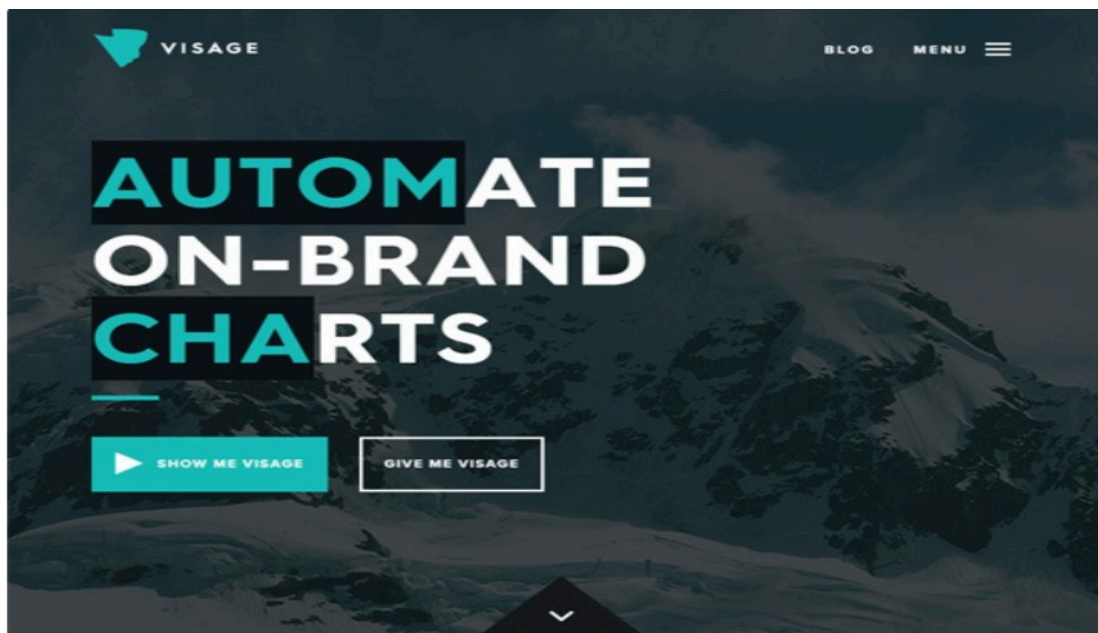 VISAGE
BLOG MENU
AUTOMATE
ON-BRAND
CHARTS
SHOW ME VISAGE GIVE ME VISAGE